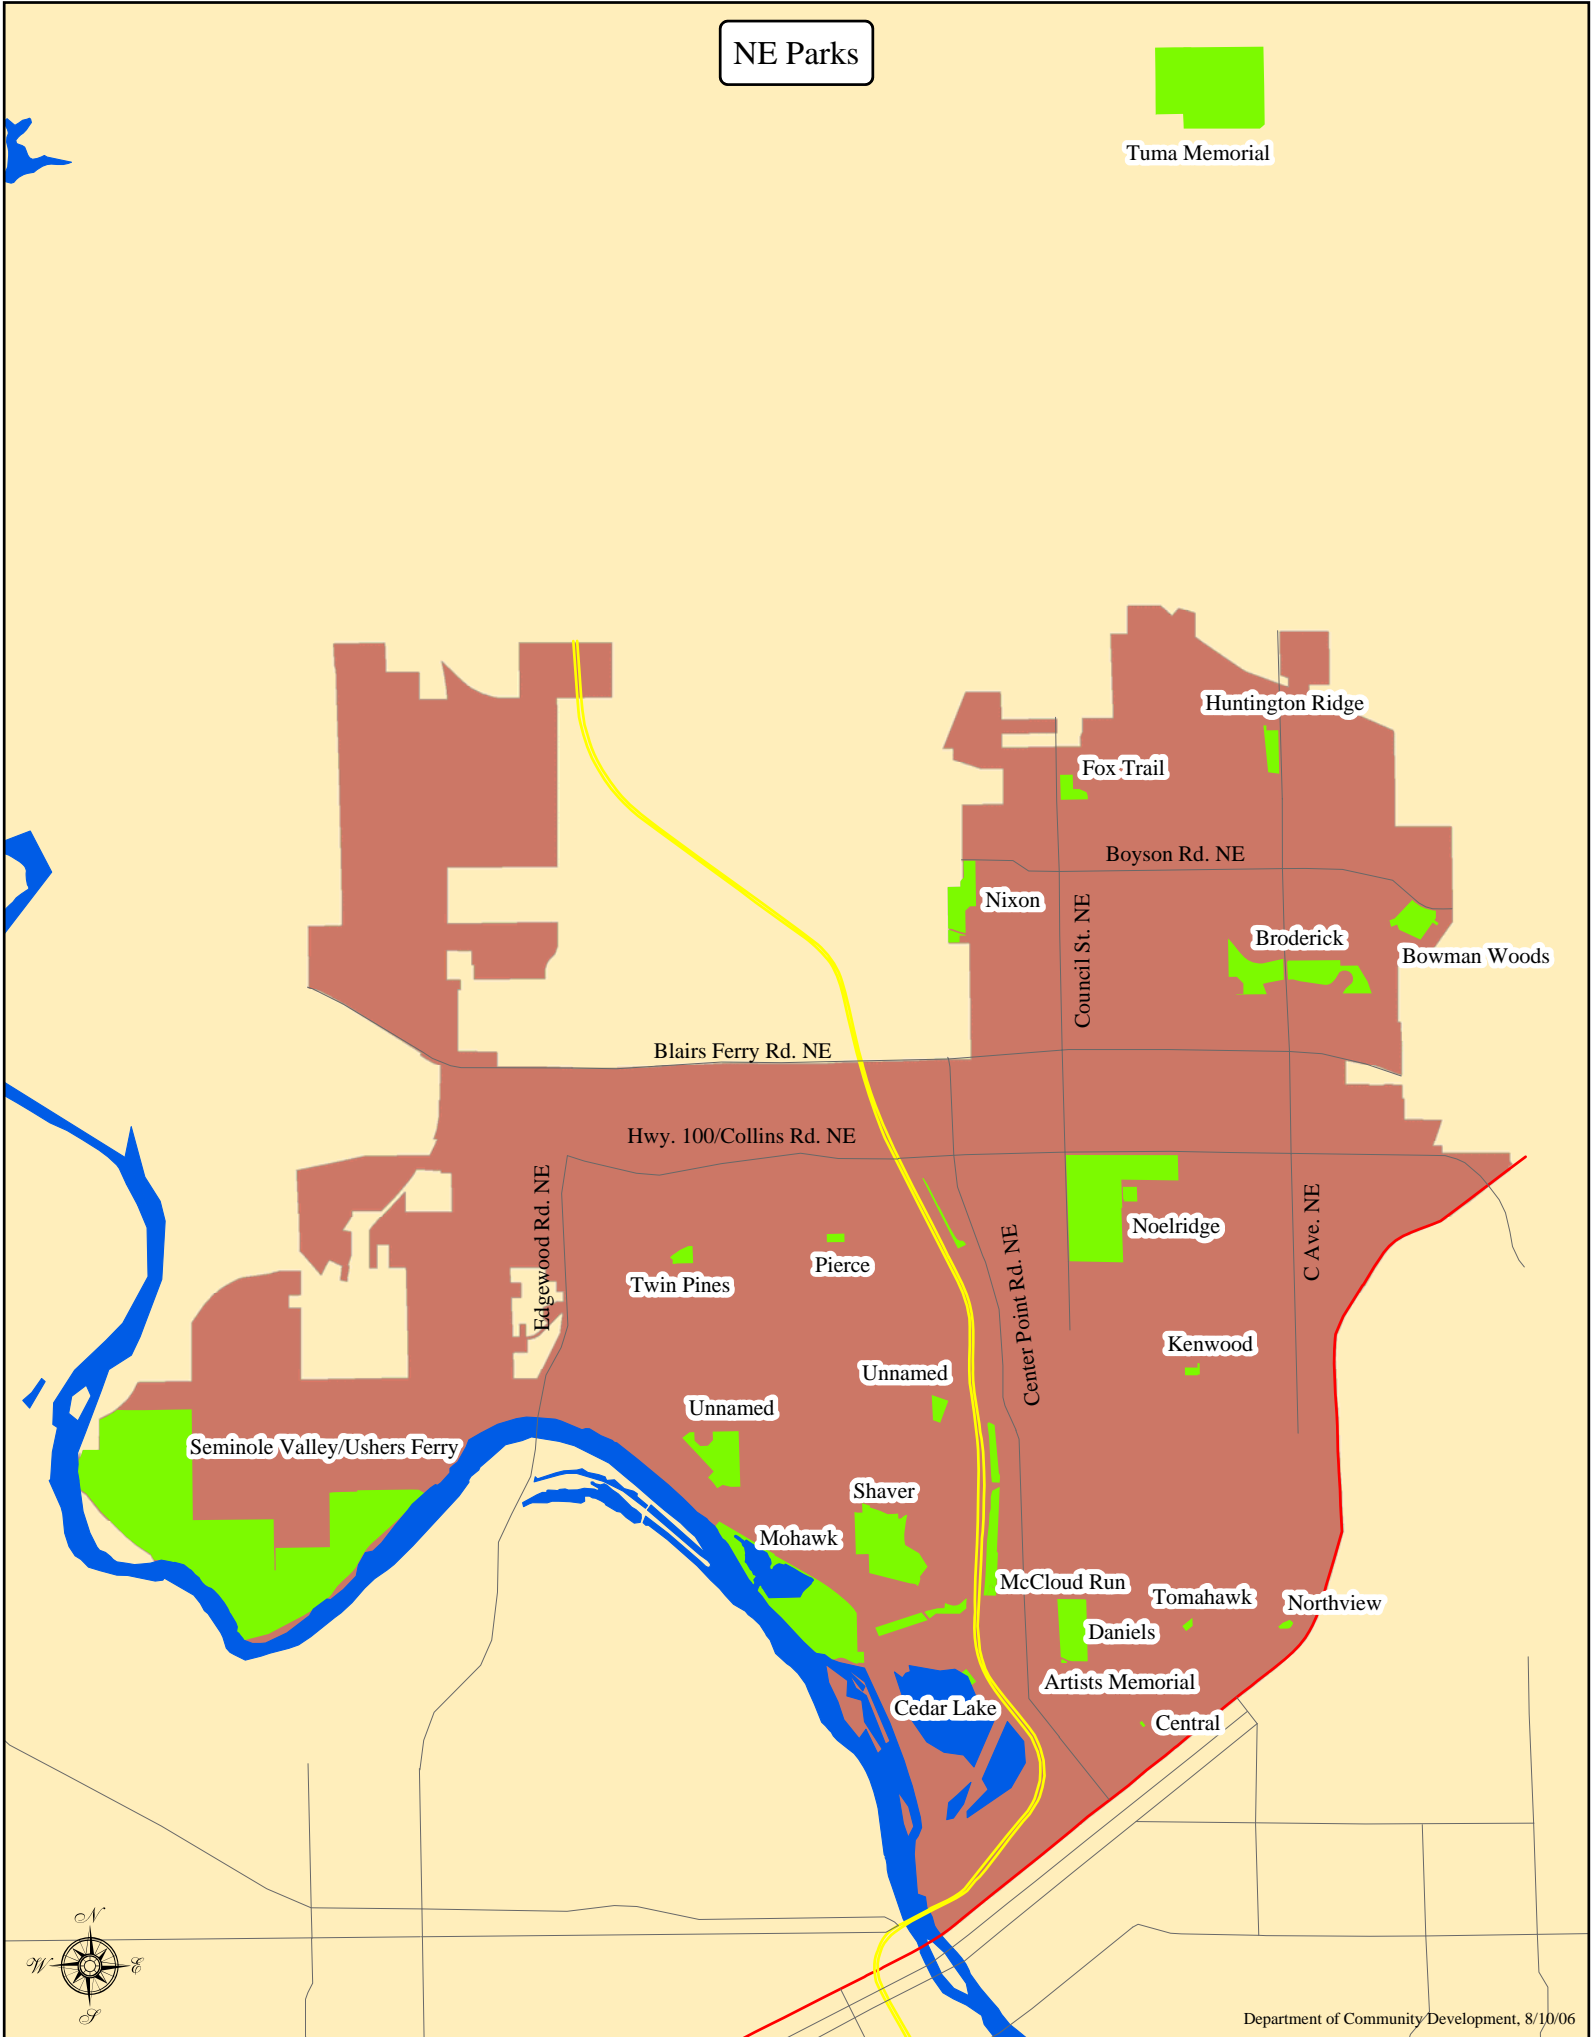 NE Parks
Tuma Memorial
Huntington Ridge
Fox Trail
Boyson Rd. NE
Nixon
Council St. NE
Broderick
Bowman Woods
Blairs Ferry Rd. NE
Hwy. 100/Collins Rd. NE
Edgewood Rd. NE
Noelridge
C Ave. NE
Center Point Rd. NE
Pierce
Twin Pines
Kenwood
Unnamed
Unnamed
Seminole Valley/Ushers Ferry
Shaver
Mohawk
McCloud Run
Tomahawk
Northview
Daniels
Artists Memorial
Cedar Lake
Central
N
W
E
S
Department of Community Development, 8/10/06